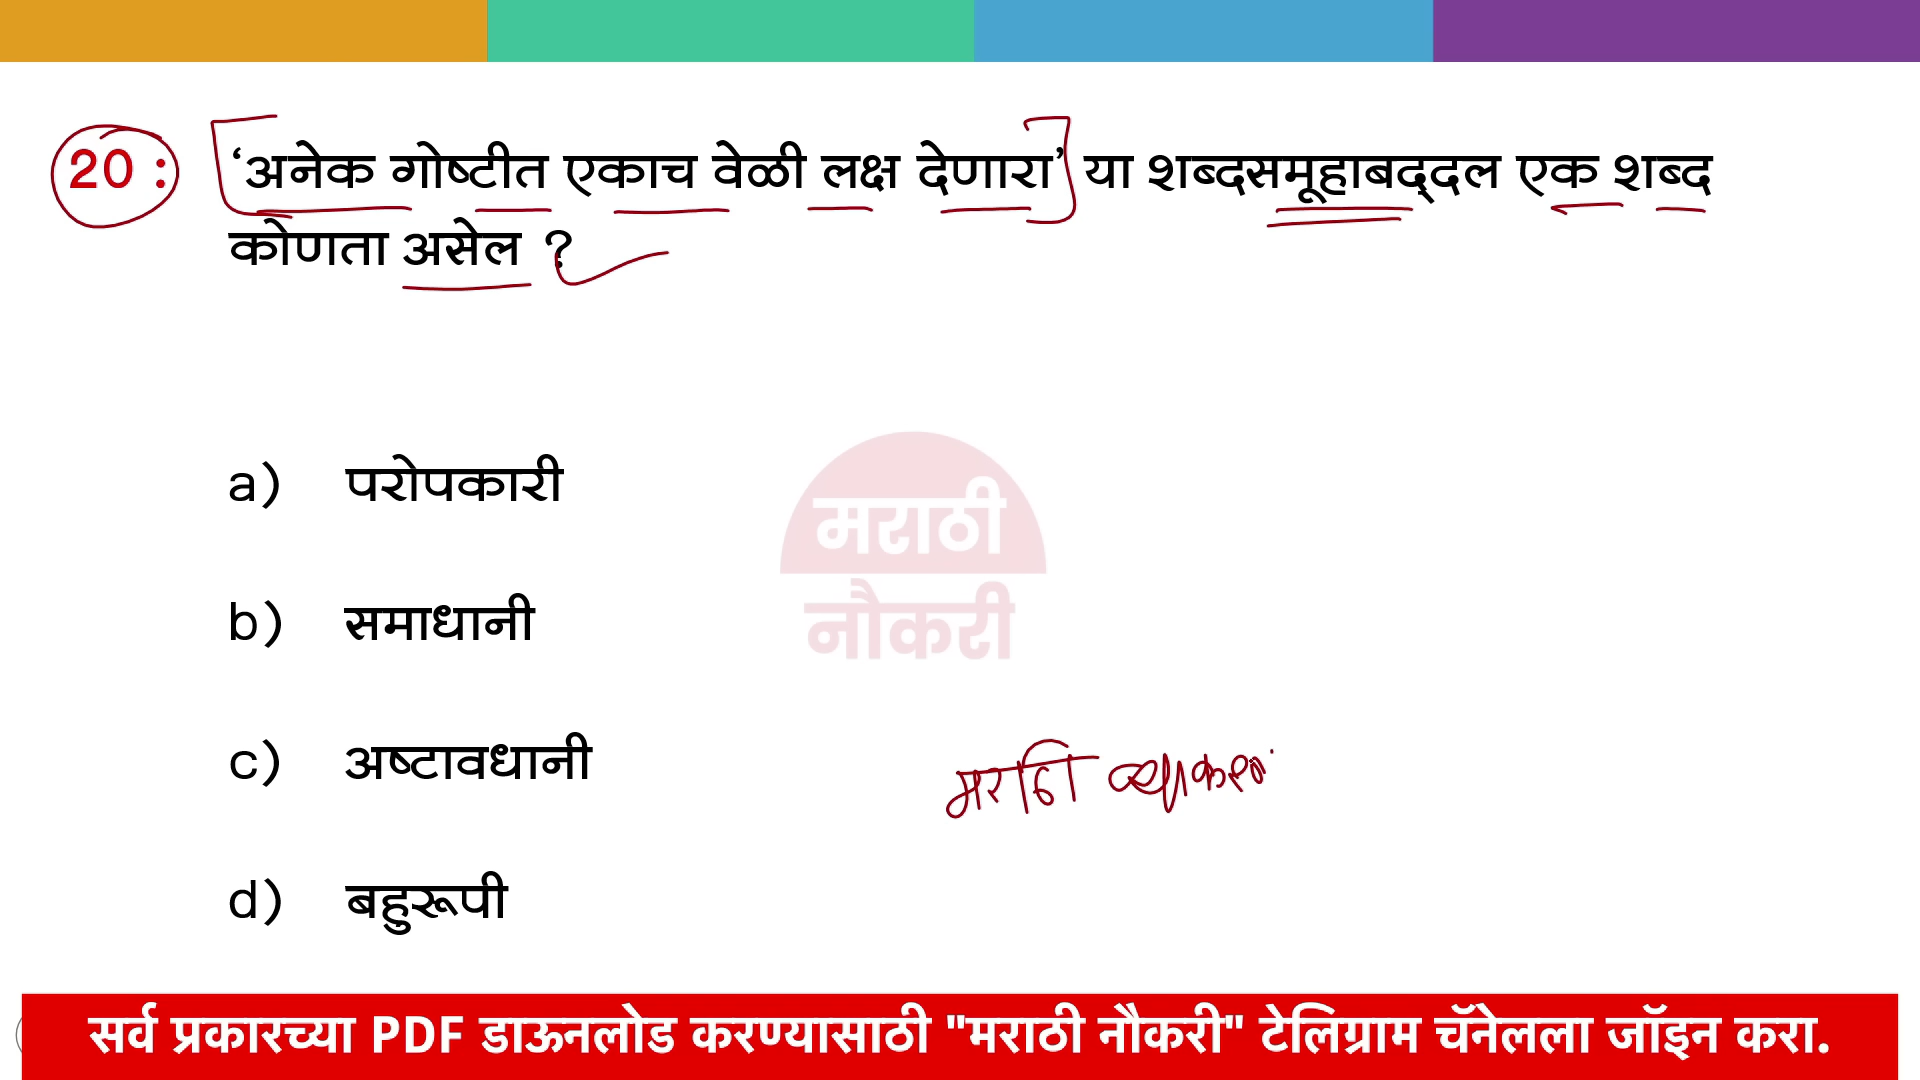 20 : ‘अनेक गोष्टीत एकाच वेळी लक्ष देणारा’ या शब्दसमूहाबद्दल एक शब्द
कोणता असेल ?
a) परोपकारी
मराठी
नौकरी
b) समाधानी
c) अष्टावधानी
मराठी व्याकरण
d) बहुरूपी
सर्व प्रकारच्या PDF डाऊनलोड करण्यासाठी "मराठी नौकरी" टेलिग्राम चॅनेलला जॉइन करा.